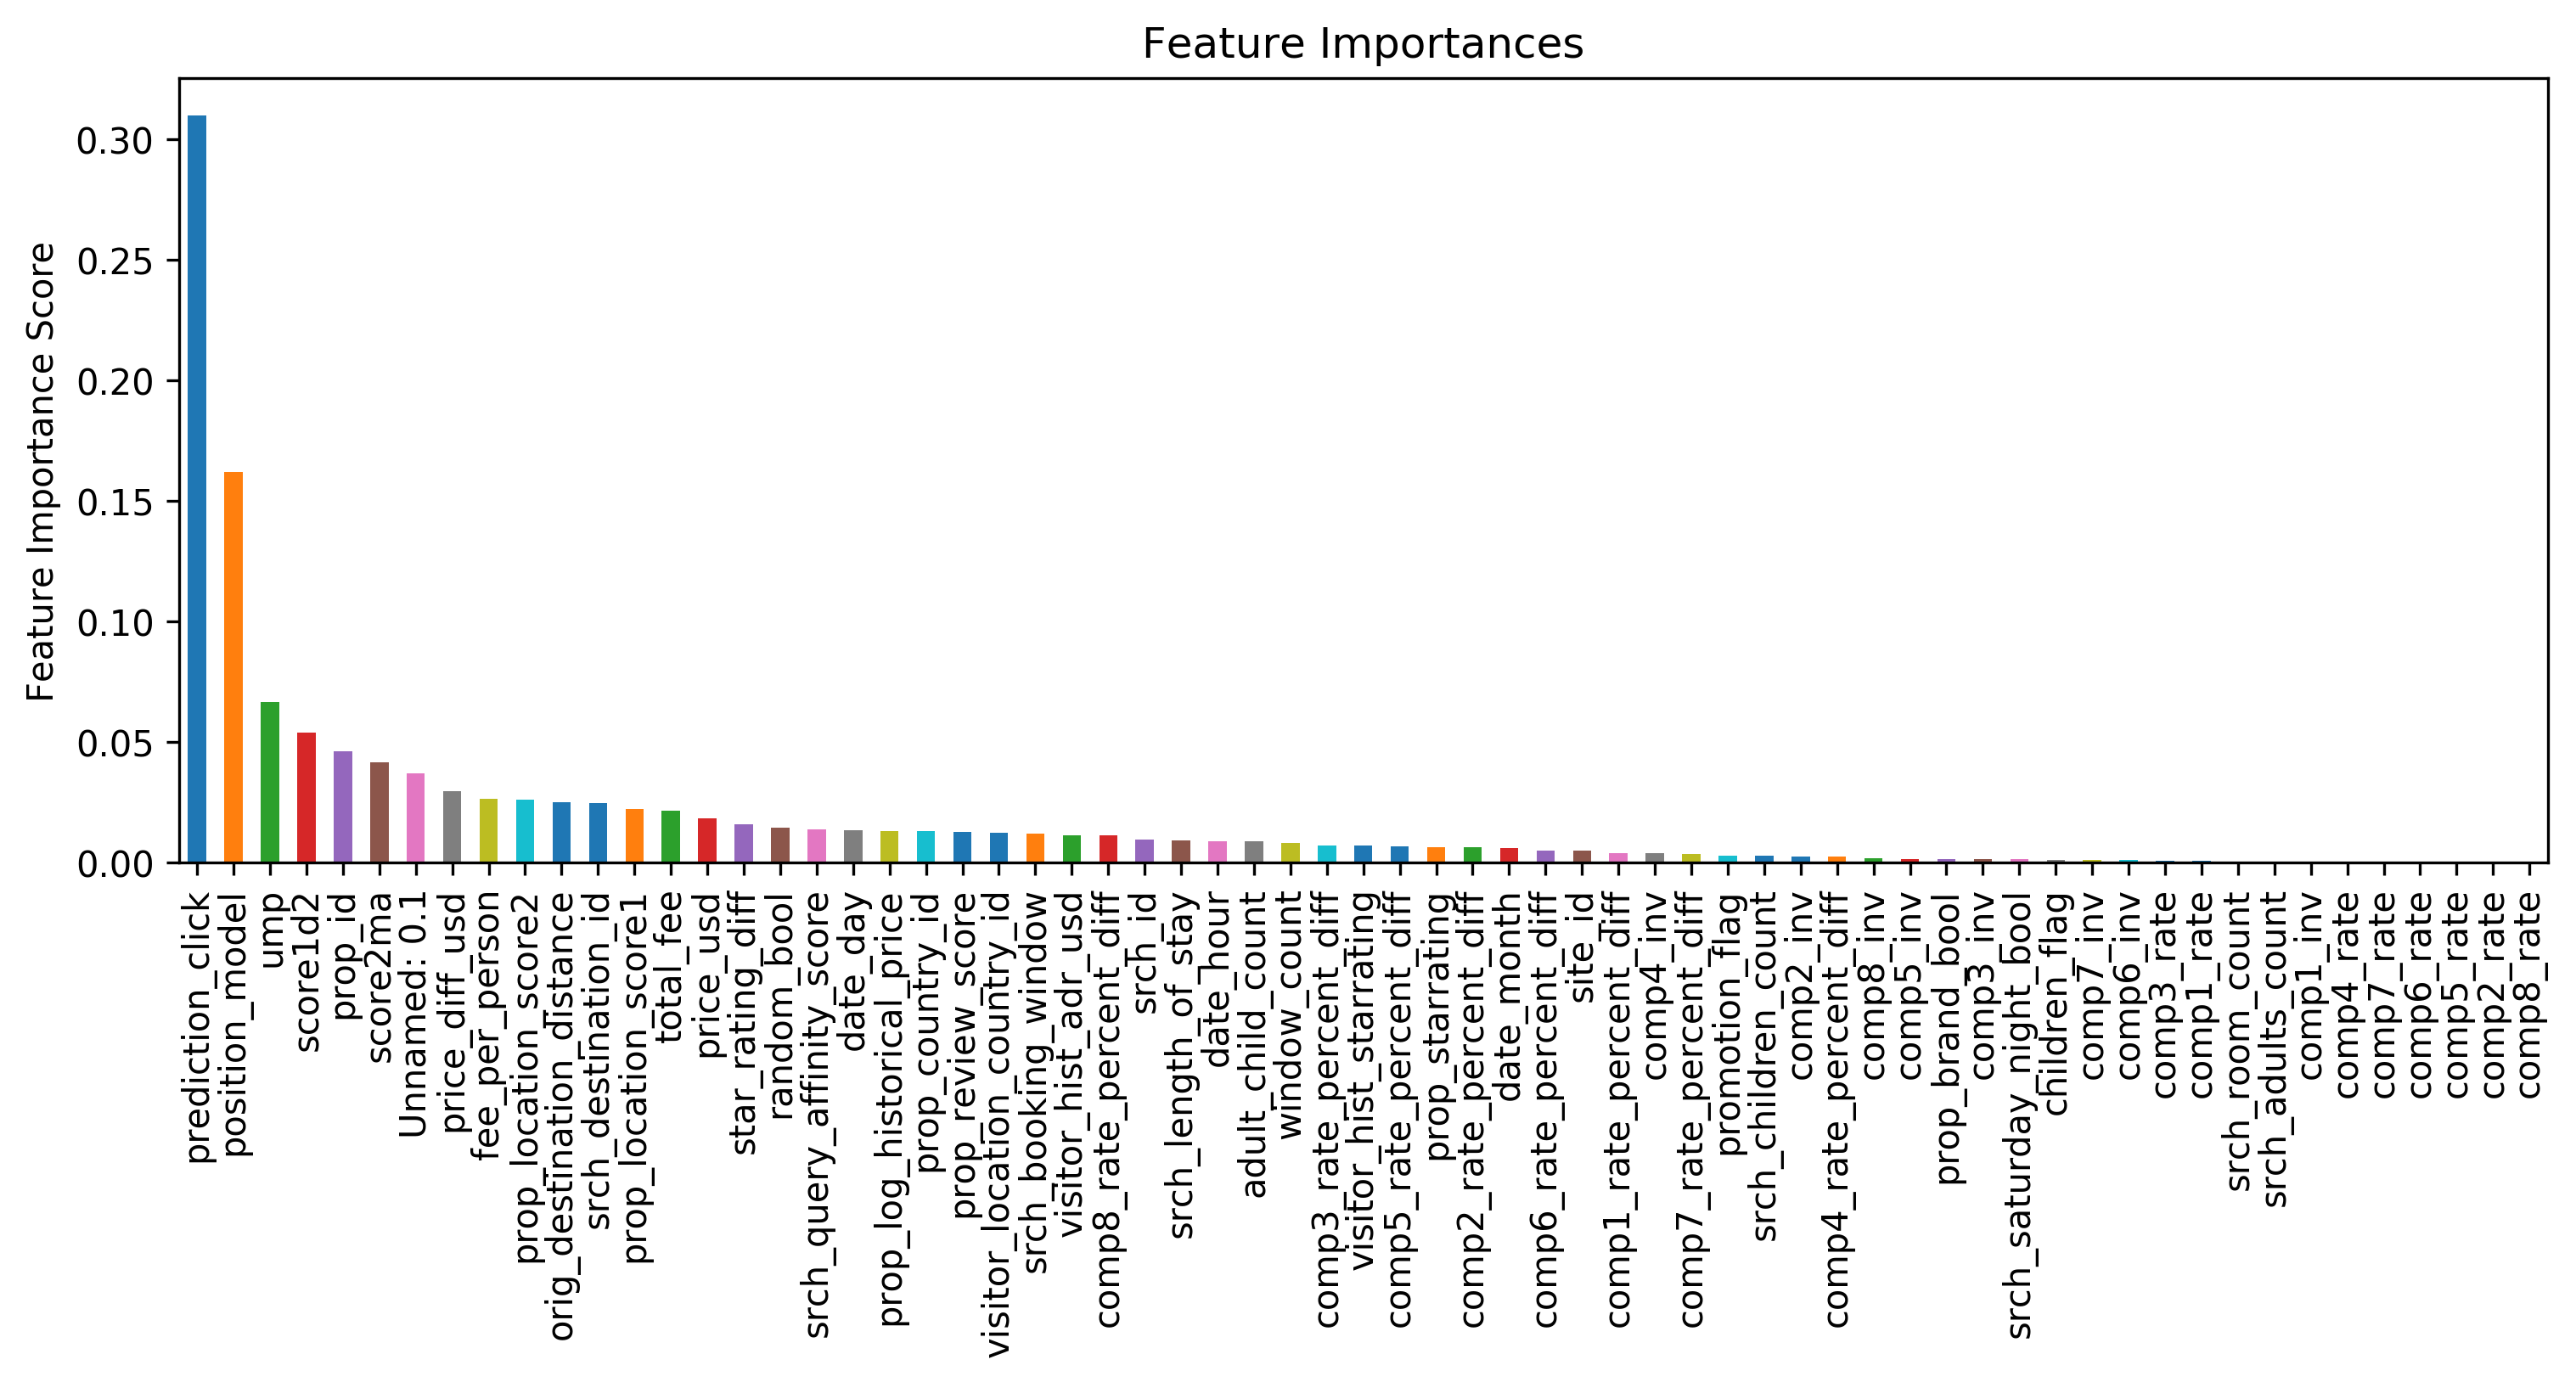 Feature Importances
Feature Importance Score
0.30
0.25
0.20
0.15
0.10
0.05
0.00
prediction_click
position_model
ump
score1d2
prop_id
score2ma
Unnamed: 0.1
price_diff_usd
fee_per_person
prop_location_score2
orig_destination_distance
srch_destination_id
prop_location_score1
total_fee
price_usd
star_rating_diff
random_bool
srch_query_affinity_score
date_day
prop_log_historical_price
prop_country_id
prop_review_score
visitor_location_country_id
srch_booking_window
visitor_hist_adr_usd
comp8_rate_percent_diff
srch_id
srch_length_of_stay
date_hour
adult_child_count
window_count
comp3_rate_percent_diff
visitor_hist_starrating
comp5_rate_percent_diff
prop_starrating
comp2_rate_percent_diff
date_month
comp6_rate_percent_diff
site_id
comp1_rate_percent_diff
comp4_inv
comp7_rate_percent_diff
promotion_flag
srch_children_count
comp2_inv
comp4_rate_percent_diff
comp8_inv
comp5_inv
prop_brand_bool
comp3_inv
srch_saturday_night_bool
children_flag
comp7_inv
comp6_inv
comp3_rate
comp1_rate
srch_room_count
srch_adults_count
comp1_inv
comp4_rate
comp7_rate
comp6_rate
comp5_rate
comp2_rate
comp8_rate